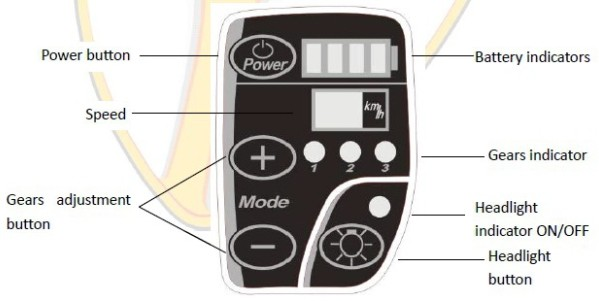 Power button
Power
Battery indicators
Speed
km/h
Gears indicator
1 2 3
Gears adjustment
button
Mode
Headlight
indicator ON/OFF
Headlight
button